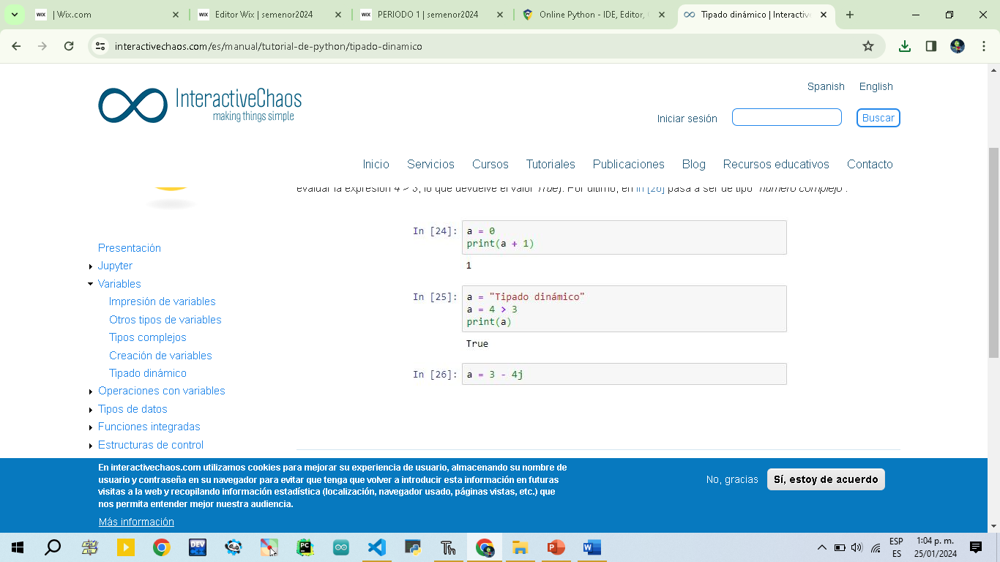 | Wix.com
Editor Wix | semenor2024
PERIODO 1 | semenor2024
Online Python - IDE, Editor,
Tipado dinámico | Interactive
interactivechaos.com/es/manual/tutorial-de-python/tipado-dinamico
InteractiveChaos
making things simple
Spanish English
Iniciar sesión
Buscar
Inicio Servicios Cursos Tutoriales Publicaciones Blog Recursos educativos Contacto
evaluar la expresión 4 > 3, lo que devuelve el valor True). Por último, en In [26] pasa a ser de tipo "número complejo".
Presentación
Jupyter
Variables
Impresión de variables
Otros tipos de variables
Tipos complejos
Creación de variables
Tipado dinámico
Operaciones con variables
Tipos de datos
Funciones integradas
Estructuras de control
In [24]: a = 0
print(a + 1)
1
In [25]: a = "Tipado dinámico"
a = 4 > 3
print(a)
True
In [26]: a = 3 - 4j
En interactivechaos.com utilizamos cookies para mejorar su experiencia de usuario, almacenando su nombre de
usuario y contraseña en su navegador para evitar que tenga que volver a introducir esta información en futuras
visitas a la web y recopilando información estadística (localización, navegador usado, páginas vistas, etc.) que
nos permita entender mejor nuestra audiencia.
Más información
No, gracias
Sí, estoy de acuerdo
ESP
ES
1:04 p. m.
25/01/2024